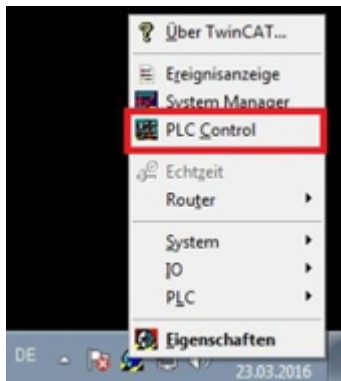 Über TwinCAT...
Ereignisanzeige
System Manager
PLC Control
Echtzeit
Router
System
IO
PLC
Eigenschaften
DE
23.03.2016